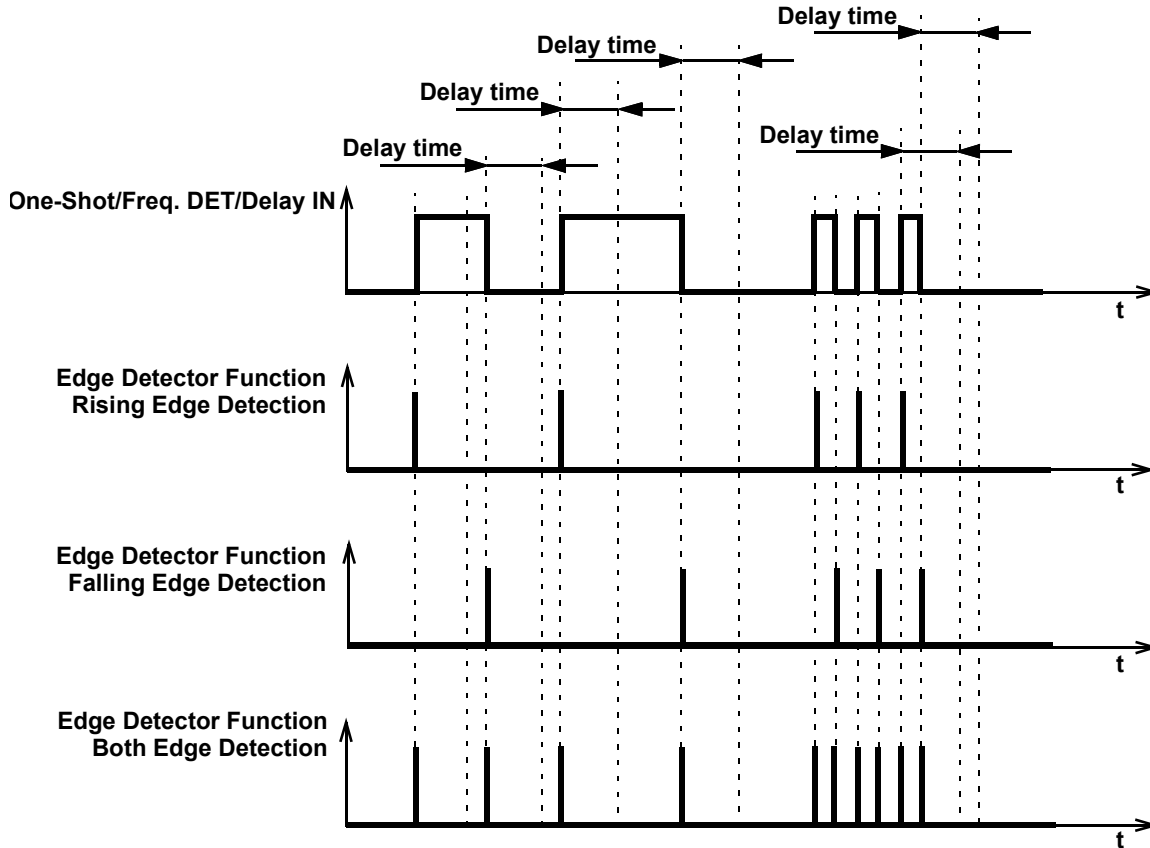 Delay time
Delay time
Delay time
Delay time
Delay time
One-Shot/Freq. DET/Delay IN
t
Edge Detector Function
Rising Edge Detection
t
Edge Detector Function
Falling Edge Detection
t
Edge Detector Function
Both Edge Detection
t